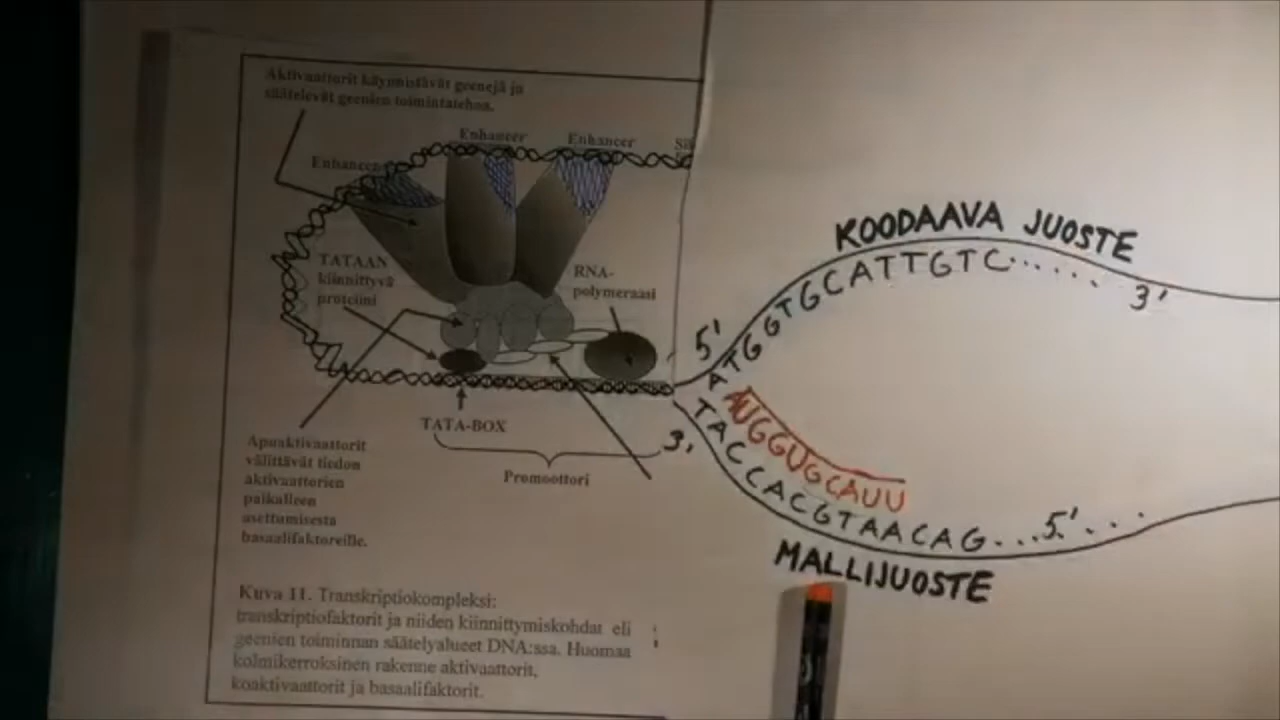 Aktivaattorit käynnistävät geenejä ja
säätelevät geenien toimintatehoa.
Enhancer
Enhancer
Enhancer
TATAAN
kiinnittyvä
proteiini
RNA-
polymeraasi
TATA-BOX
Promoottori
Apuaktivaattorit
välittävät tiedon
aktivaattorien
paikalleen
asettumisesta
basaalifaktoreille.
Kuva 11. Transkriptiokompleksi:
transkriptiofaktorit ja niiden kiinnittymiskohdat eli
geenien toiminnan säätelyalueet DNA:ssa. Huomaa
kolmikerroksinen rakenne aktivaattorit,
koaktivaattorit ja basaalifaktorit.
KOODAAVA JUOSTE
5' ATGGTGCATTGTC...... 3'
AUGGUGCAUU
3' TACCACGTAACAG...5'...
MALLIJUOSTE